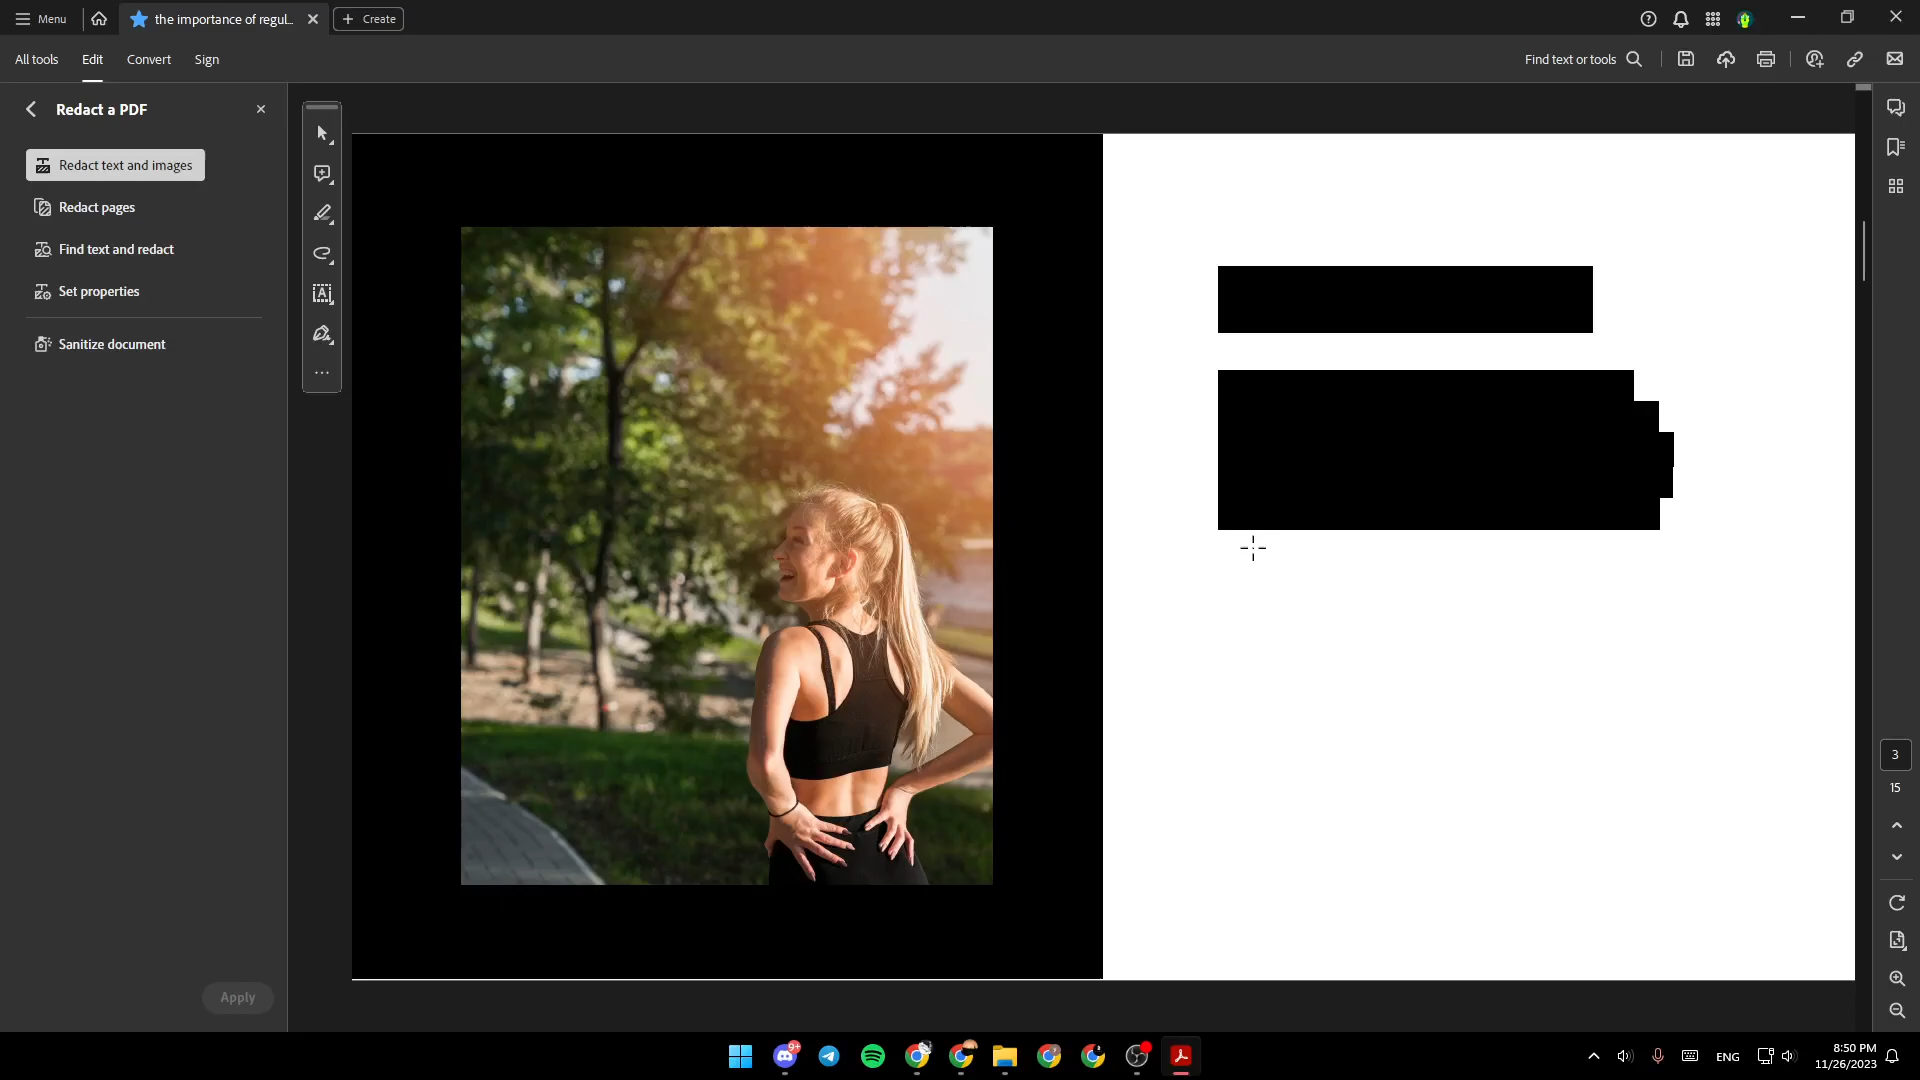 Menu
the importance of regul...
Create
All tools
Edit
Convert
Sign
Find text or tools
Redact a PDF
Redact text and images
Redact pages
Find text and redact
Set properties
Sanitize document
Apply
3
15
9+
ENG
8:50 PM
11/26/2023